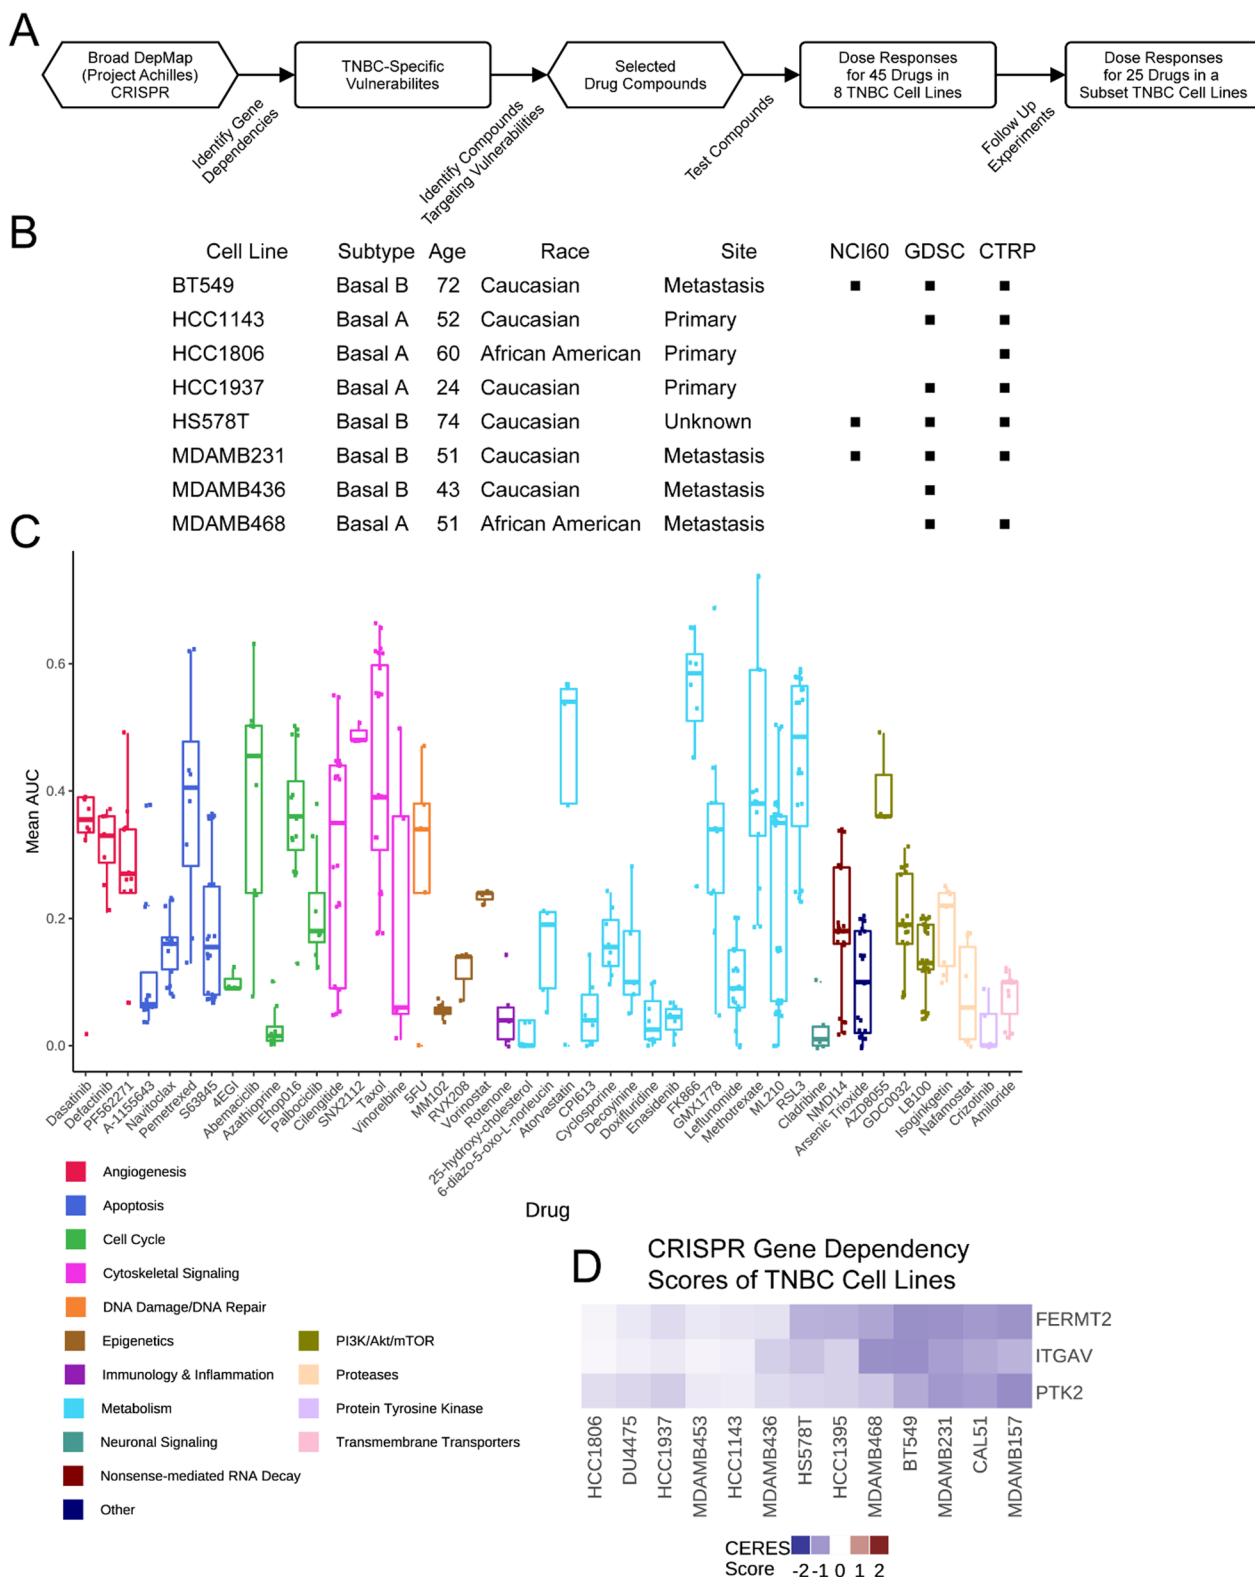 A
Broad DepMap
(Project Achilles)
CRISPR
Identify Gene
Dependencies
TNBC-Specific
Vulnerabilites
Identify Compounds
Targeting Vulnerabilities
Selected
Drug Compounds
Test Compounds
Dose Responses
for 45 Drugs in
8 TNBC Cell Lines
Follow Up
Experiments
Dose Responses
for 25 Drugs in a
Subset TNBC Cell Lines
B
Cell Line Subtype Age Race Site NCI60 GDSC CTRP
BT549 Basal B 72 Caucasian Metastasis ■ ■ ■
HCC1143 Basal A 52 Caucasian Primary ■ ■
HCC1806 Basal A 60 African American Primary ■
HCC1937 Basal A 24 Caucasian Primary ■ ■
HS578T Basal B 74 Caucasian Unknown ■ ■ ■
MDAMB231 Basal B 51 Caucasian Metastasis ■ ■ ■
MDAMB436 Basal B 43 Caucasian Metastasis ■
MDAMB468 Basal A 51 African American Metastasis ■ ■
C
Mean AUC
0.6
0.4
0.2
0.0
Dasatinib
Defactinib
PF562271
A-1155643
Navitoclax
Pemetrexed
S63845
4EGI
Abemaciclib
Azathioprine
Ehop016
Palbociclib
Cilengitide
SNX2112
Taxol
Vinorelbine
5FU
MM102
RVX208
Vorinostat
Rotenone
25-hydroxy-cholesterol
6-diazo-5-oxo-L-norleucin
Atorvastatin
CPI613
Cyclosporine
Decoyinine
Doxifluridine
Enasidenib
FK866
GMX1778
Leflunomide
Methotrexate
ML210
RSL3
Cladribine
NMDI14
Arsenic Trioxide
AZD8055
GDC0032
LB100
Isoginkgetin
Nafamostat
Crizotinib
Amiloride
Drug
Angiogenesis
Apoptosis
Cell Cycle
Cytoskeletal Signaling
DNA Damage/DNA Repair
Epigenetics
Immunology & Inflammation
Metabolism
Neuronal Signaling
Nonsense-mediated RNA Decay
Other
PI3K/Akt/mTOR
Proteases
Protein Tyrosine Kinase
Transmembrane Transporters
D
CRISPR Gene Dependency
Scores of TNBC Cell Lines
FERMT2
ITGAV
PTK2
HCC1806
DU4475
HCC1937
MDAMB453
HCC1143
MDAMB436
HS578T
HCC1395
MDAMB468
BT549
MDAMB231
CAL51
MDAMB157
CERES
Score
-2 -1 0 1 2